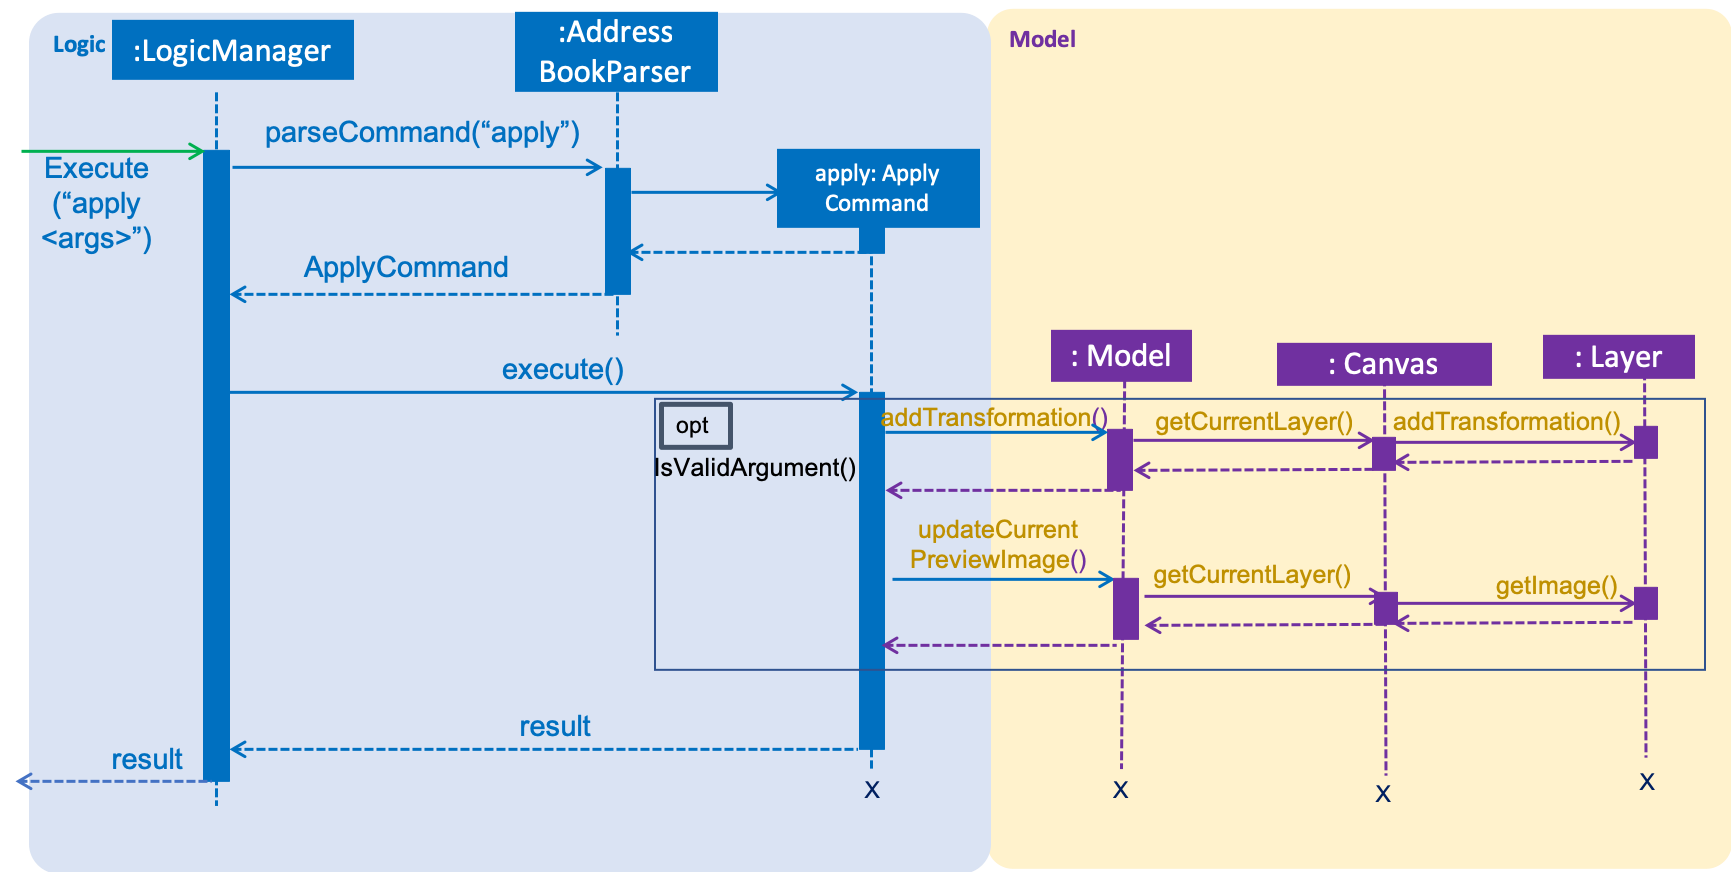 Logic
:LogicManager
:Address
BookParser
Model
parseCommand(“apply”)
Execute
(“apply
<args>”)
apply: Apply
Command
ApplyCommand
execute()
: Model
: Canvas
: Layer
opt
IsValidArgument()
addTransformation()
getCurrentLayer()
addTransformation()
updateCurrent
PreviewImage()
getCurrentLayer()
getImage()
result
result
X
X
X
X